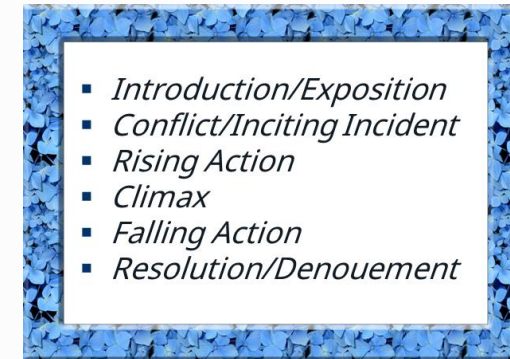 ▪ Introduction/Exposition
▪ Conflict/Inciting Incident
▪ Rising Action
▪ Climax
▪ Falling Action
▪ Resolution/Denouement